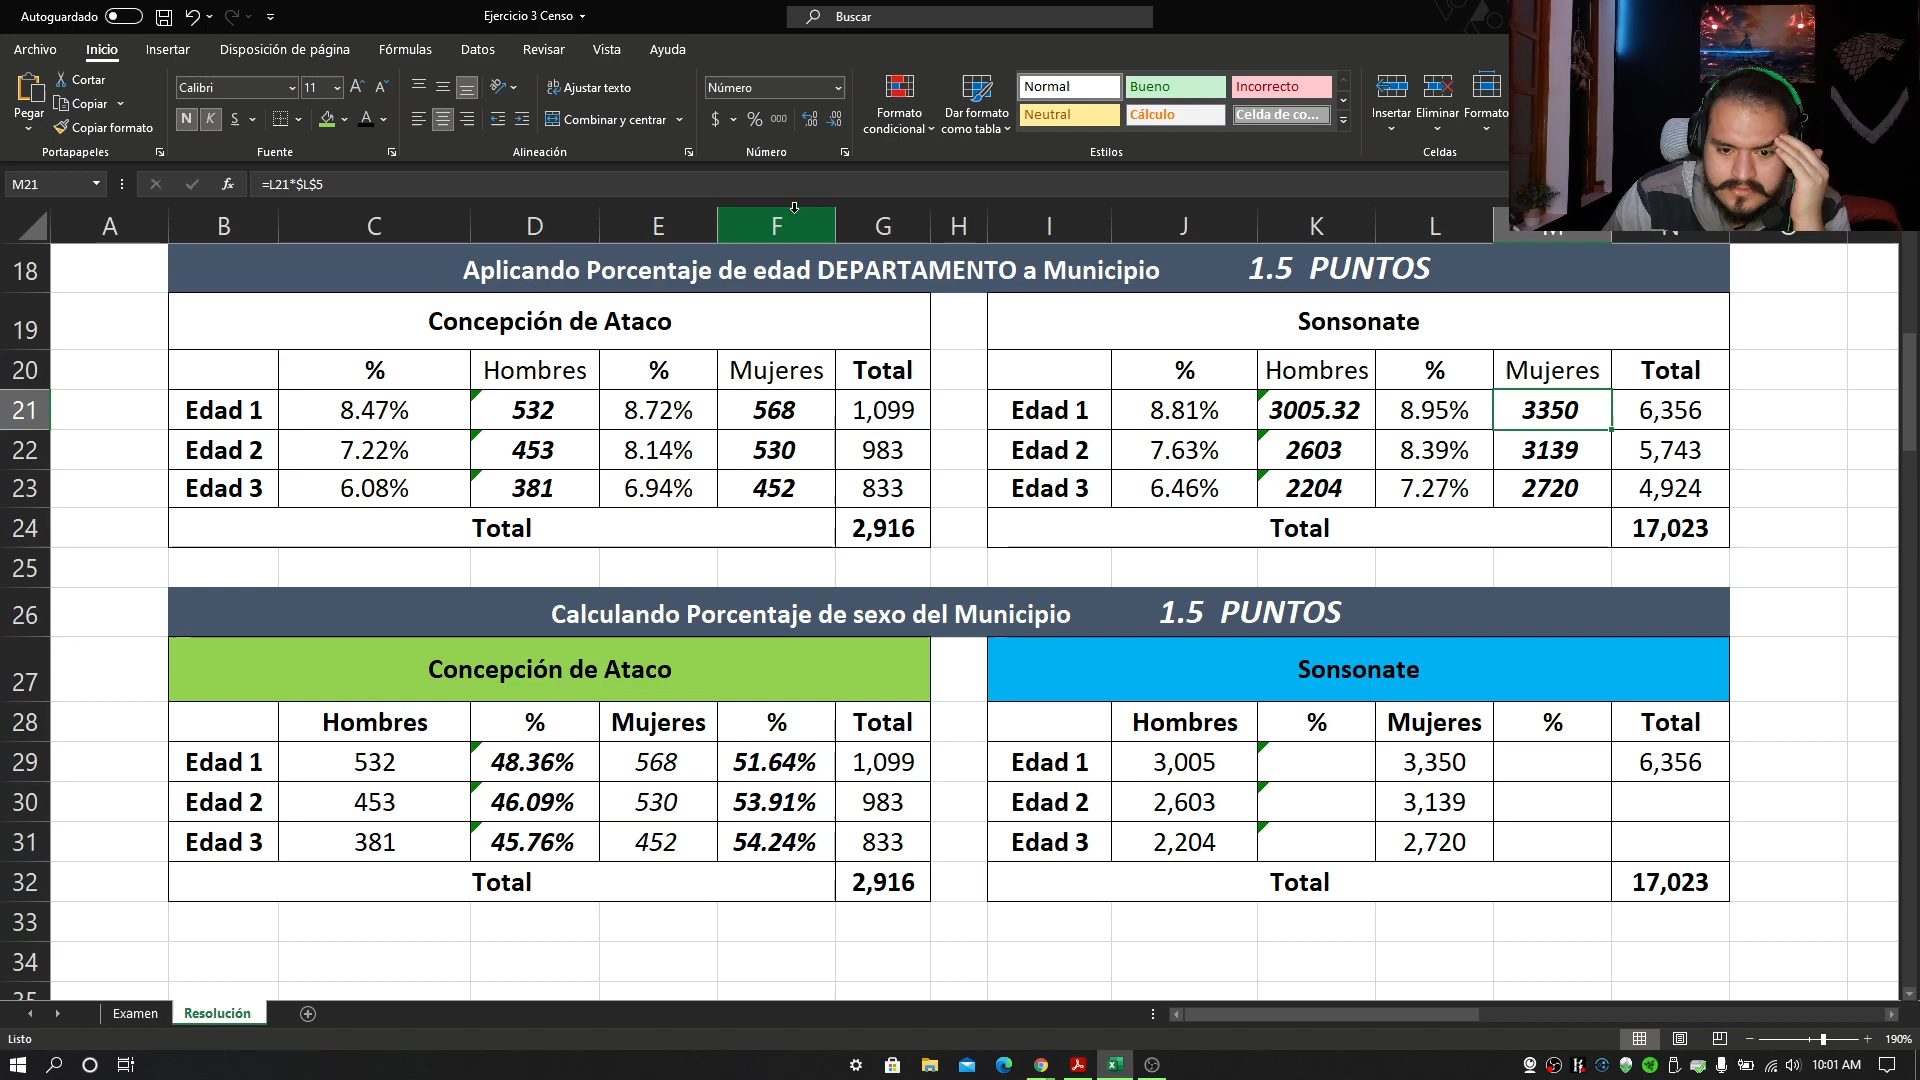 Autoguardado
Ejercicio 3 Censo
Buscar
Archivo Inicio Insertar Disposición de página Fórmulas Datos Revisar Vista Ayuda
Pegar
Cortar
Copiar
Copiar formato
Portapapeles
Calibri 11
N K S
Fuente
Ajustar texto
Combinar y centrar
Alineación
Número
$ % 000
Número
Formato condicional
Dar formato como tabla
Normal Bueno Incorrecto
Neutral Cálculo Celda de co...
Estilos
Insertar Eliminar Formato
Celdas
M21 fx =L21*$L$5
A B C D E F G H I J K L M N
18 Aplicando Porcentaje de edad DEPARTAMENTO a Municipio 1.5 PUNTOS
19 Concepción de Ataco Sonsonate
20 % Hombres % Mujeres Total % Hombres % Mujeres Total
21 Edad 1 8.47% 532 8.72% 568 1,099 Edad 1 8.81% 3005.32 8.95% 3350 6,356
22 Edad 2 7.22% 453 8.14% 530 983 Edad 2 7.63% 2603 8.39% 3139 5,743
23 Edad 3 6.08% 381 6.94% 452 833 Edad 3 6.46% 2204 7.27% 2720 4,924
24 Total 2,916 Total 17,023
25
26 Calculando Porcentaje de sexo del Municipio 1.5 PUNTOS
27 Concepción de Ataco Sonsonate
28 Hombres % Mujeres % Total Hombres % Mujeres % Total
29 Edad 1 532 48.36% 568 51.64% 1,099 Edad 1 3,005 3,350 6,356
30 Edad 2 453 46.09% 530 53.91% 983 Edad 2 2,603 3,139
31 Edad 3 381 45.76% 452 54.24% 833 Edad 3 2,204 2,720
32 Total 2,916 Total 17,023
33
34
35
Examen Resolución
Listo 190%
10:01 AM